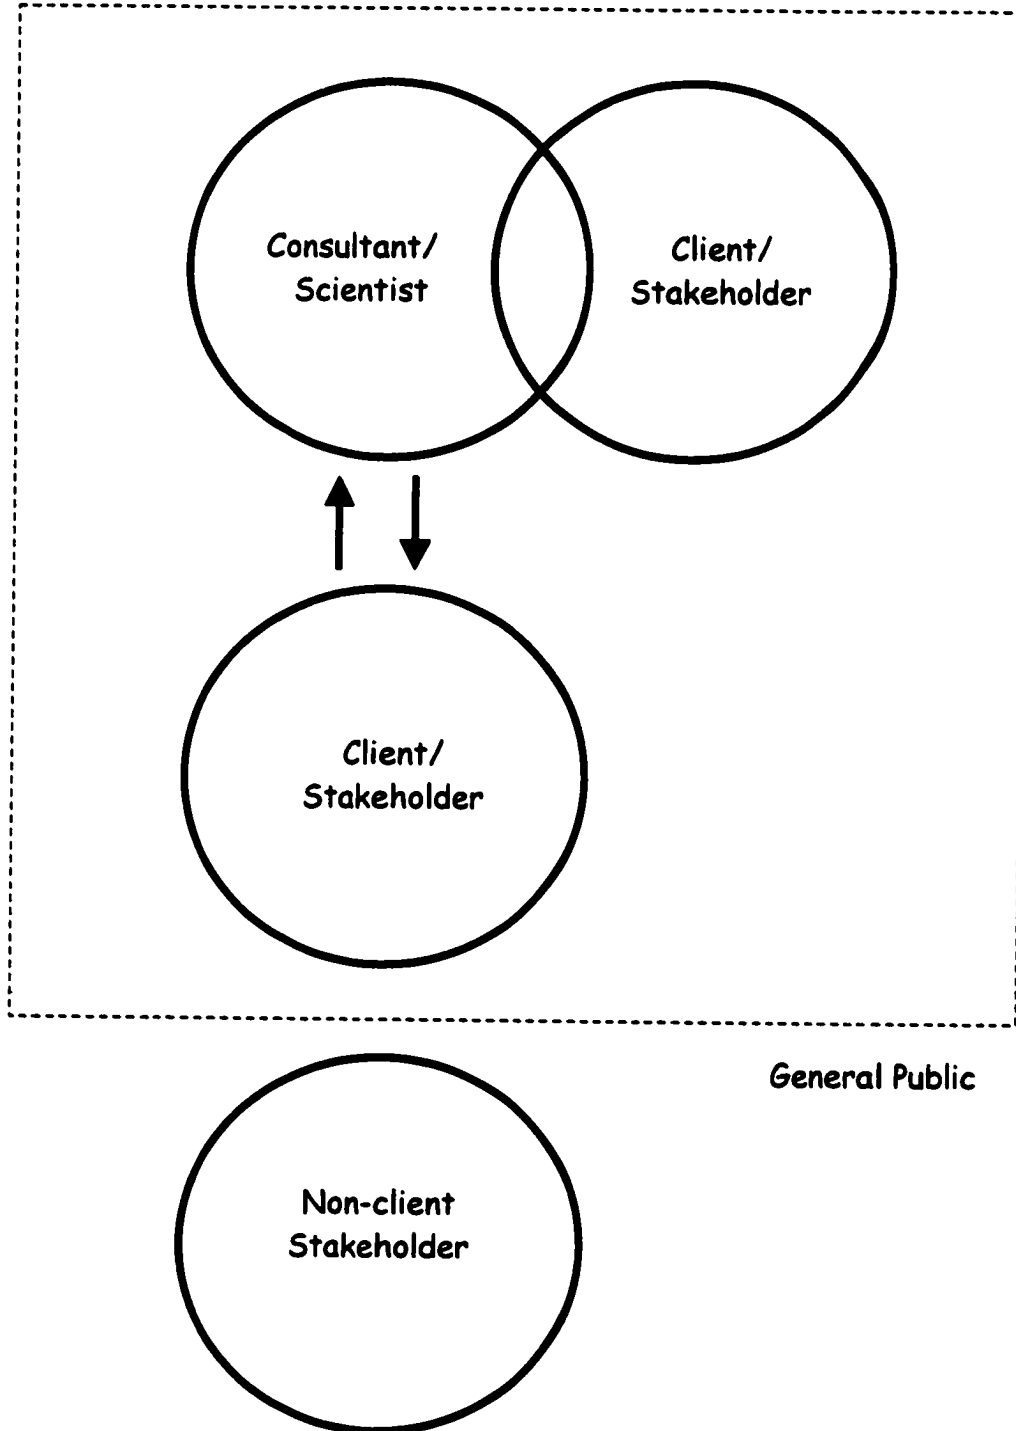 Consultant/
Scientist
Client/
Stakeholder
Client/
Stakeholder
General Public
Non-client
Stakeholder